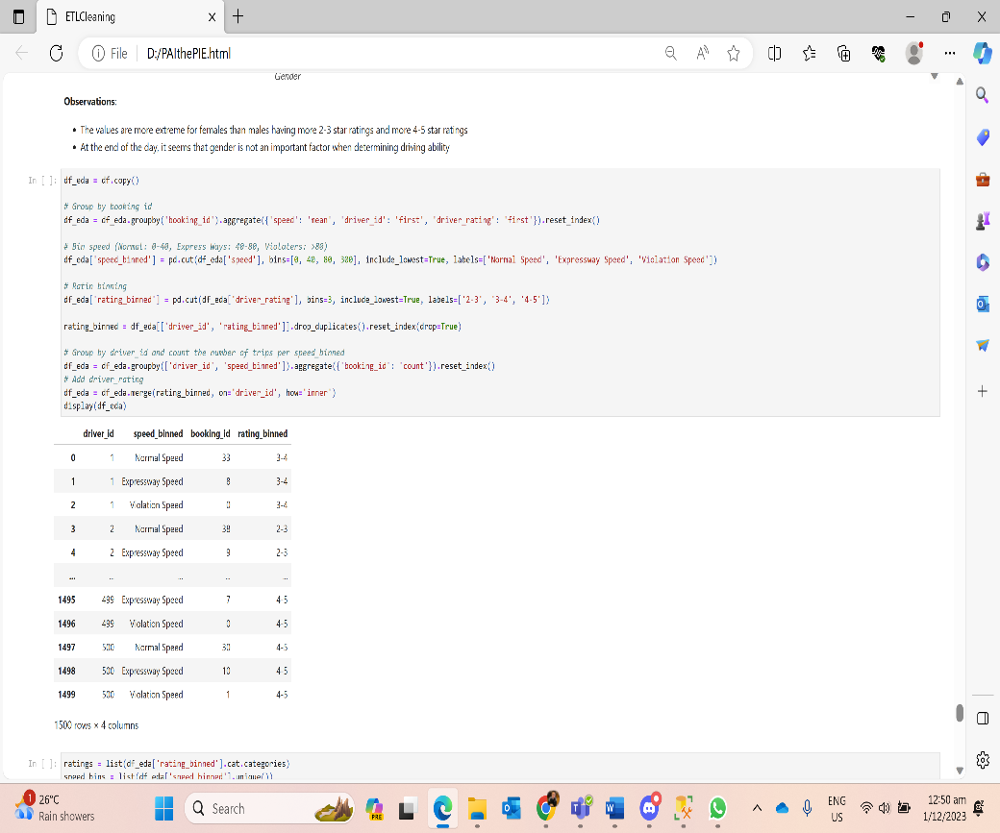 ETLCleaning
File
D:/PAIthePIE.html
Gender
Observations:
• The values are more extreme for females than males having more 2-3 star ratings and more 4-5 star ratings
• At the end of the day, it seems that gender is not an important factor when determining driving ability
In [ ]:
df_eda = df.copy()
# Group by booking id
df_eda = df_eda.groupby('booking_id').aggregate({'speed': 'mean', 'driver_id': 'first', 'driver_rating': 'first'}).reset_index()
# Bin speed (Normal: 0-40, Express Ways: 40-80, Violaters: >80)
df_eda['speed_binned'] = pd.cut(df_eda['speed'], bins=[0, 40, 80, 300], include_lowest=True, labels=['Normal Speed', 'Expressway Speed', 'Violation Speed'])
# Ratin binning
df_eda['rating_binned'] = pd.cut(df_eda['driver_rating'], bins=3, include_lowest=True, labels=['2-3', '3-4', '4-5'])
rating_binned = df_eda[['driver_id', 'rating_binned']].drop_duplicates().reset_index(drop=True)
# Group by driver_id and count the number of trips per speed_binned
df_eda = df_eda.groupby(['driver_id', 'speed_binned']).aggregate({'booking_id': 'count'}).reset_index()
# Add driver_rating
df_eda = df_eda.merge(rating_binned, on='driver_id', how='inner')
display(df_eda)
driver_id speed_binned booking_id rating_binned
0 1 Normal Speed 33 3-4
1 1 Expressway Speed 8 3-4
2 1 Violation Speed 0 3-4
3 2 Normal Speed 38 2-3
4 2 Expressway Speed 9 2-3
... ... ... ... ...
1495 499 Expressway Speed 7 4-5
1496 499 Violation Speed 0 4-5
1497 500 Normal Speed 30 4-5
1498 500 Expressway Speed 10 4-5
1499 500 Violation Speed 1 4-5
1500 rows × 4 columns
In [ ]:
ratings = list(df_eda['rating_binned'].cat.categories)
speed_bins = list(df_eda['speed_binned'].unique())
1
26°C
Rain showers
Search
PRE
ENG
US
12:50 am
1/12/2023